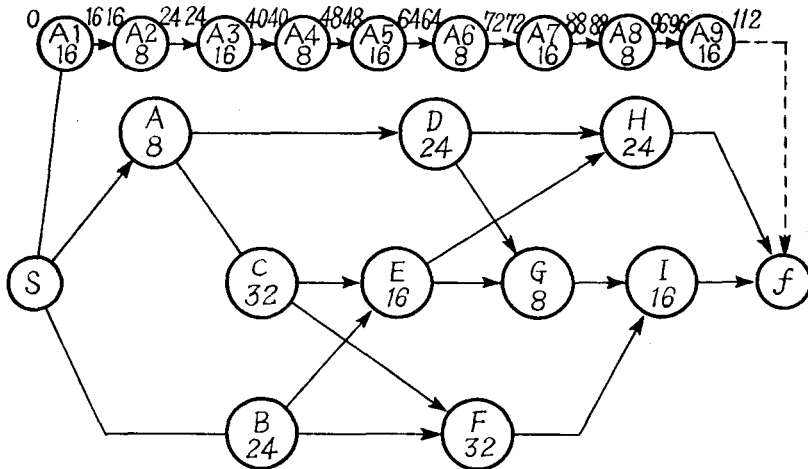 0 16 16 24 24 40 40 48 48 64 64 72 72 88 88 96 96 112
A1 A2 A3 A4 A5 A6 A7 A8 A9
16 8 16 8 16 8 16 8 16
A D H
8 24 24
S C E G I f
32 16 8 16
B F
24 32